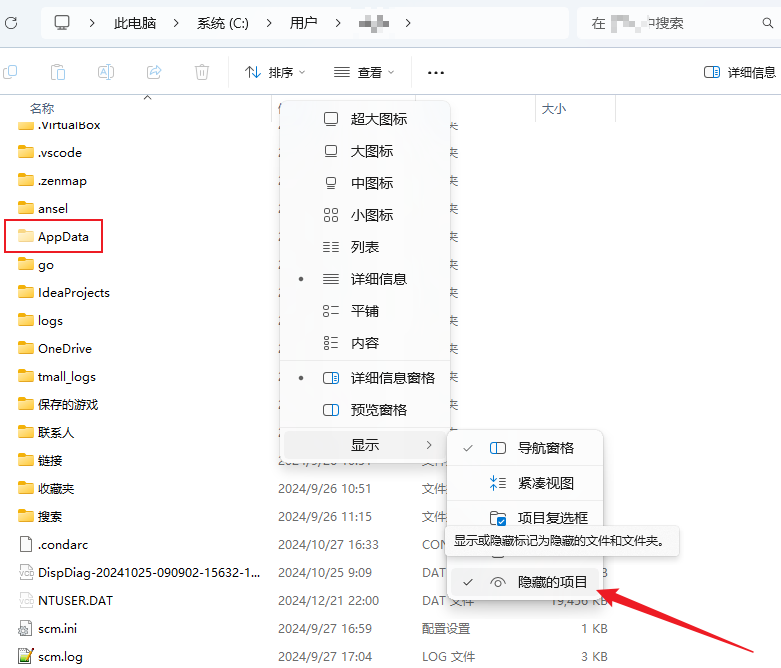 此电脑 系统 (C:) 用户
在 中搜索
排序 查看 ... 详细信息
名称 大小
.VirtualBox
.vscode
.zenmap
ansel
AppData
go
IdeaProjects
logs
OneDrive
tmall_logs
保存的游戏
联系人
链接
收藏夹 2024/9/26 10:51 文件
搜索 2024/9/26 11:15 文件
.condarc 2024/10/27 16:33 CON
DispDiag-20241025-090902-15632-1... 2024/10/25 9:09 DAT
NTUSER.DAT 2024/12/21 22:00 DAT 文件 19,456 KB
scm.ini 2024/9/27 16:59 配置设置 1 KB
scm.log 2024/9/27 17:04 LOG 文件 3 KB
超大图标
大图标
中图标
小图标
列表
详细信息
平铺
内容
详细信息窗格
预览窗格
显示
导航窗格
紧凑视图
项目复选框
显示或隐藏标记为隐藏的文件和文件夹。
隐藏的项目